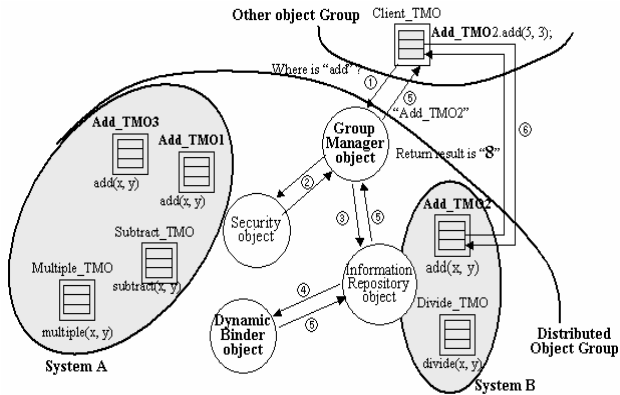 Other object Group
Client_TMO
Add_TMO2.add(5, 3);
Where is "add"?
①
⑤
"Add_TMO2"
⑥
Add_TMO3
add(x, y)
Add_TMO1
add(x, y)
Group
Manager
object
Return result is "8"
②
Security
object
③
⑤
Add_TMO2
add(x, y)
Subtract_TMO
subtract(x, y)
Multiple_TMO
multiple(x, y)
Information
Repository
object
④
⑤
Dynamic
Binder
object
Divide_TMO
divide(x, y)
Distributed
Object Group
System A
System B